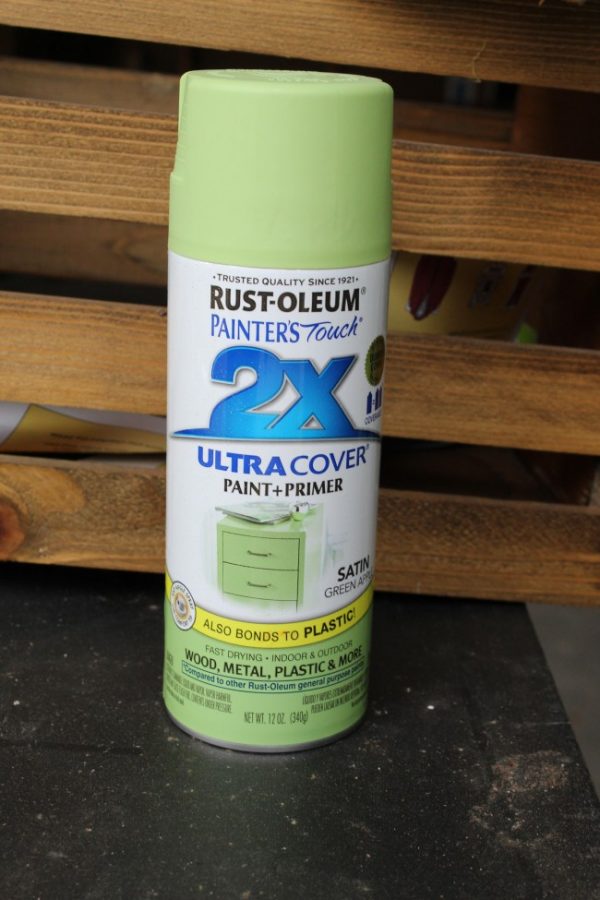 • TRUSTED QUALITY SINCE 1921 •
RUST-OLEUM®
PAINTER'S Touch®
2X
ULTRA COVER®
PAINT+PRIMER
SATIN
GREEN APPLE
ALSO BONDS TO PLASTIC!
FAST DRYING • INDOOR & OUTDOOR
WOOD, METAL, PLASTIC & MORE
Compared to other Rust-Oleum general purpose paints
NET WT. 12 OZ. (340g)